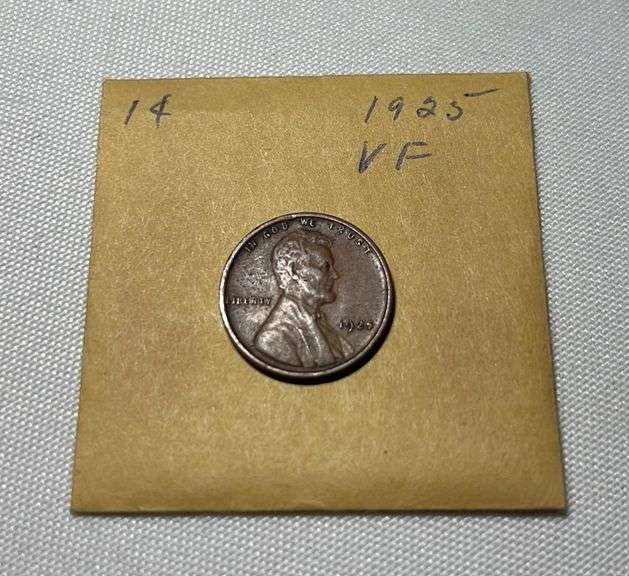 1¢ 1925
VF
IN GOD WE TRUST
LIBERTY 1925